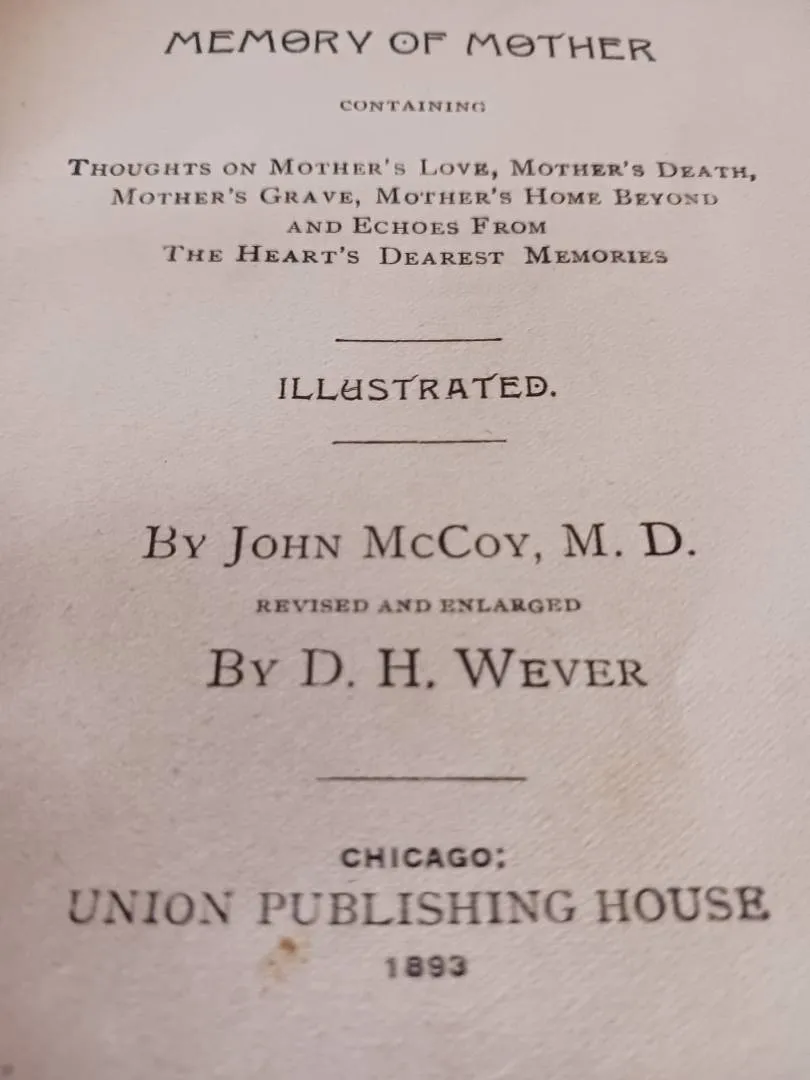 MEMORY OF MOTHER
CONTAINING
THOUGHTS ON MOTHER'S LOVE, MOTHER'S DEATH,
MOTHER'S GRAVE, MOTHER'S HOME BEYOND
AND ECHOES FROM
THE HEART'S DEAREST MEMORIES
ILLUSTRATED.
BY JOHN MCCOY, M. D.
REVISED AND ENLARGED
BY D. H. WEVER
CHICAGO:
UNION PUBLISHING HOUSE
1893